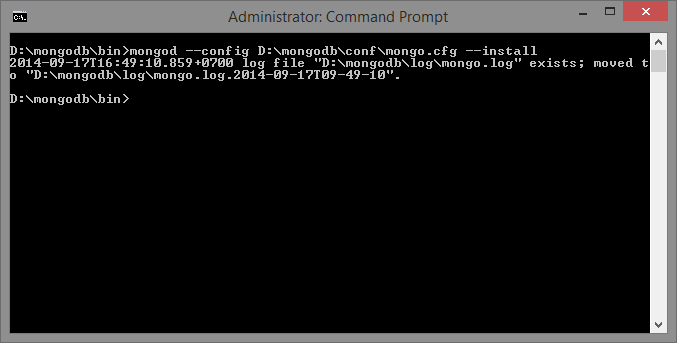 Administrator: Command Prompt
D:\mongodb\bin>mongod --config D:\mongodb\conf\mongo.cfg --install
2014-09-17T16:49:10.859+0700 log file "D:\mongodb\log\mongo.log" exists; moved t
o "D:\mongodb\log\mongo.log.2014-09-17T09-49-10".
D:\mongodb\bin>